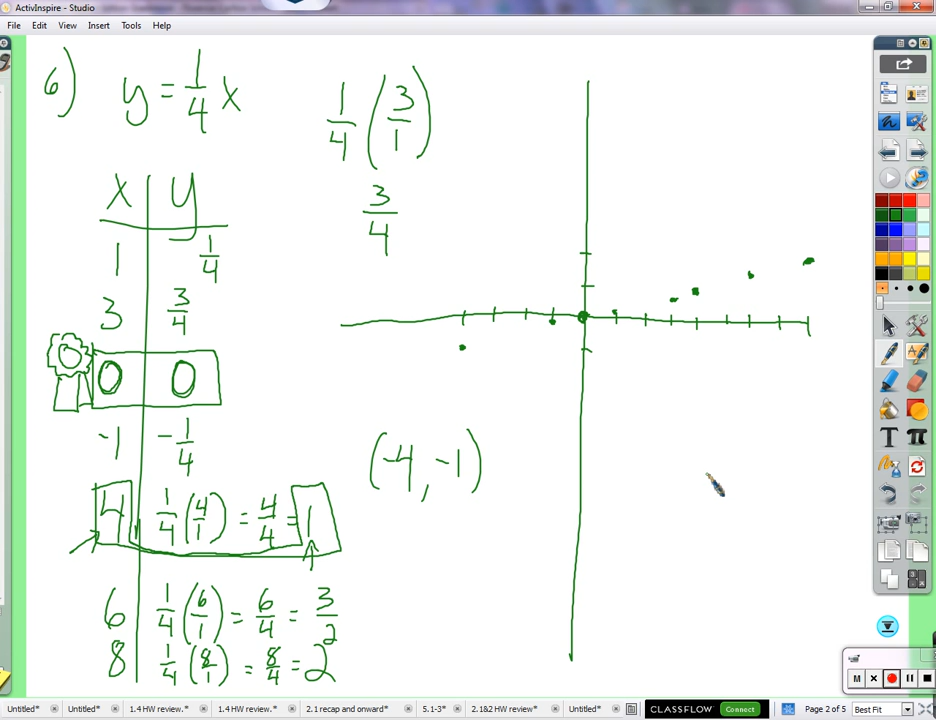 ActivInspire - Studio
File Edit View Insert Tools Help
6) y = 1/4 x
1/4 (3/1)
3/4
x | y
1 | 1/4
3 | 3/4
0 | 0
-1 | -1/4
4 | 1/4 (4/1) = 4/4 = 1
6 | 1/4 (6/1) = 6/4 = 3/2
8 | 1/4 (8/1) = 8/4 = 2
(-4, -1)
T π
M
Untitled* Untitled* 1.4 HW review.* 1.4 HW review.* 2.1 recap and onward* 5.1-3* 2.1&2 HW review* Untitled* CLASSFLOW Connect Page 2 of 5 Best Fit